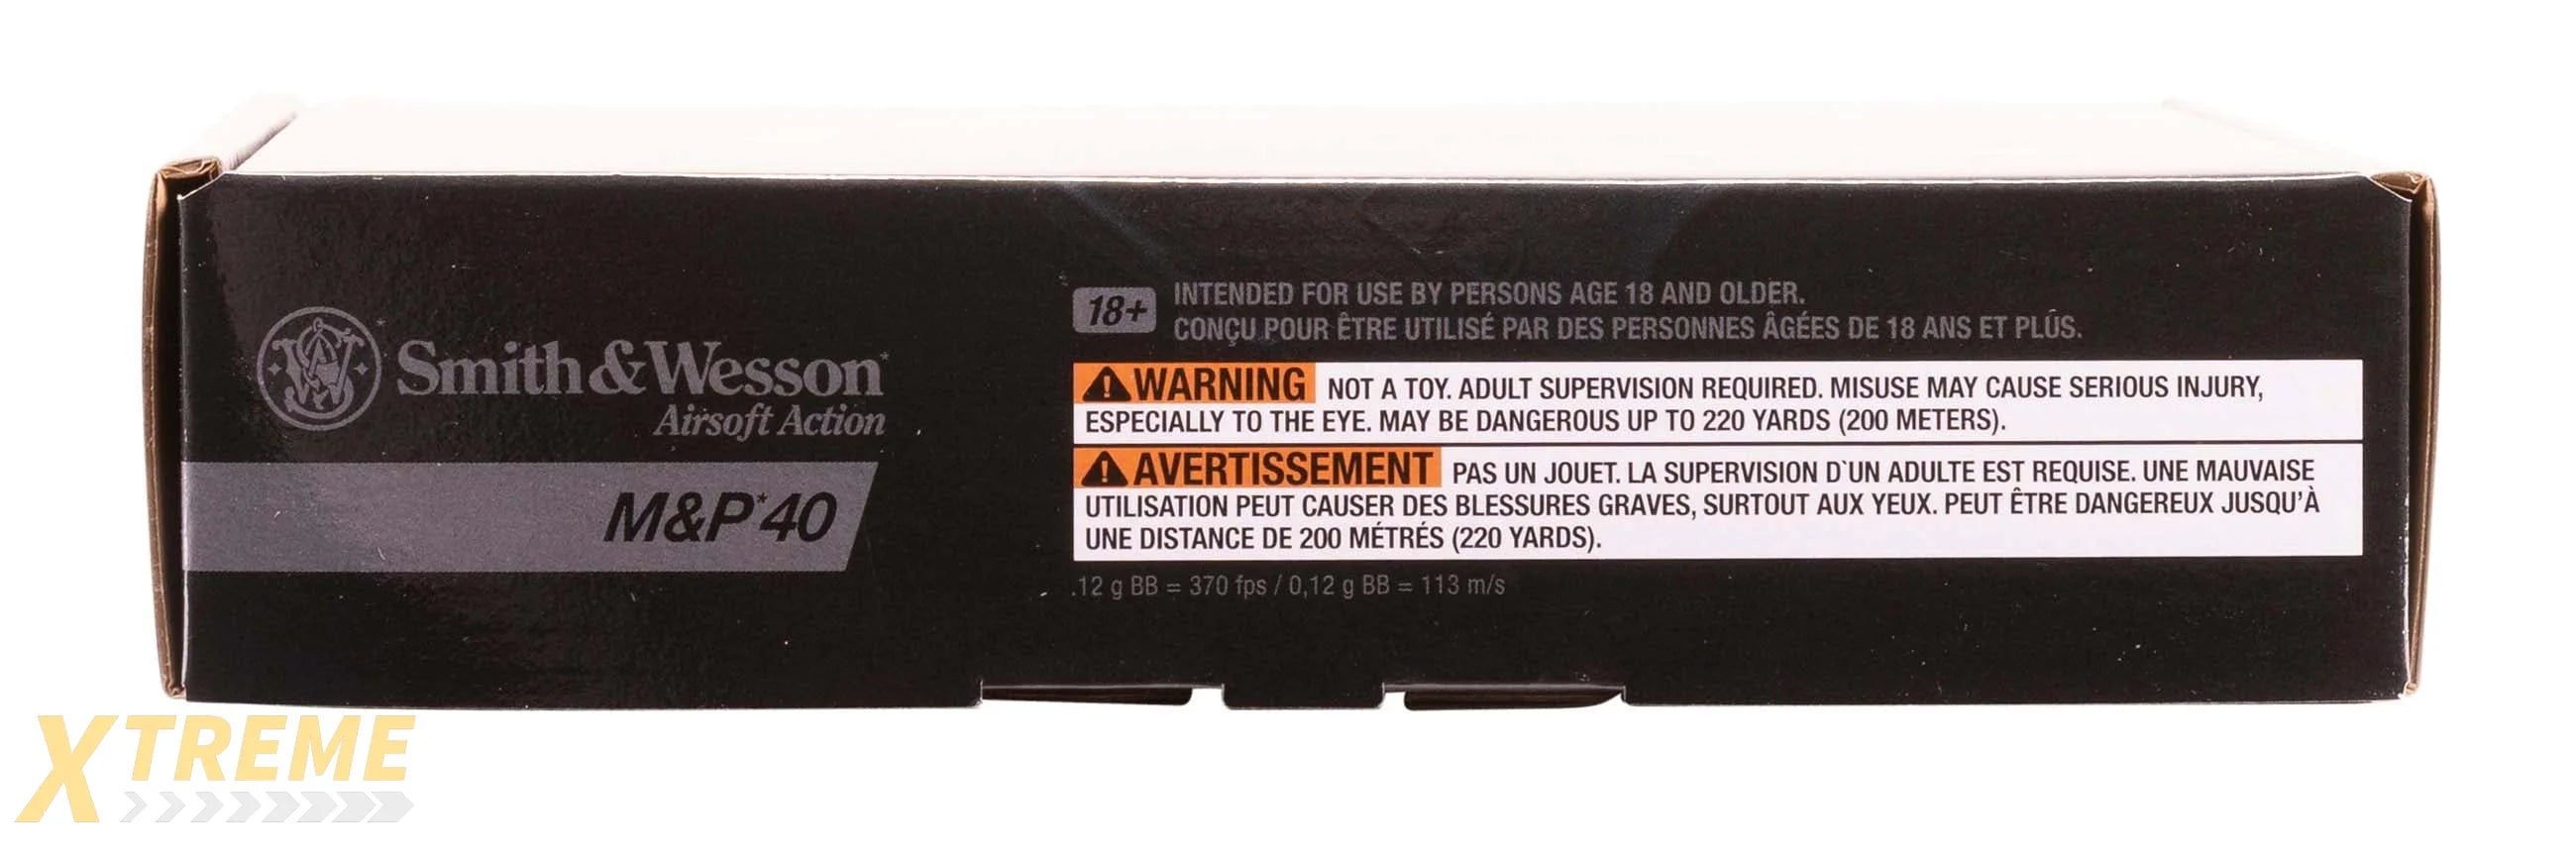 18+
INTENDED FOR USE BY PERSONS AGE 18 AND OLDER.
CONÇU POUR ÊTRE UTILISÉ PAR DES PERSONNES ÂGÉES DE 18 ANS ET PLUS.
Smith & Wesson
Airsoft Action
M&P*40
⚠WARNING NOT A TOY. ADULT SUPERVISION REQUIRED. MISUSE MAY CAUSE SERIOUS INJURY,
ESPECIALLY TO THE EYE. MAY BE DANGEROUS UP TO 220 YARDS (200 METERS).
⚠AVERTISSEMENT PAS UN JOUET. LA SUPERVISION D`UN ADULTE EST REQUISE. UNE MAUVAISE
UTILISATION PEUT CAUSER DES BLESSURES GRAVES, SURTOUT AUX YEUX. PEUT ÊTRE DANGEREUX JUSQU'À
UNE DISTANCE DE 200 MÉTRÉS (220 YARDS).
.12 g BB = 370 fps / 0,12 g BB = 113 m/s
XTREME